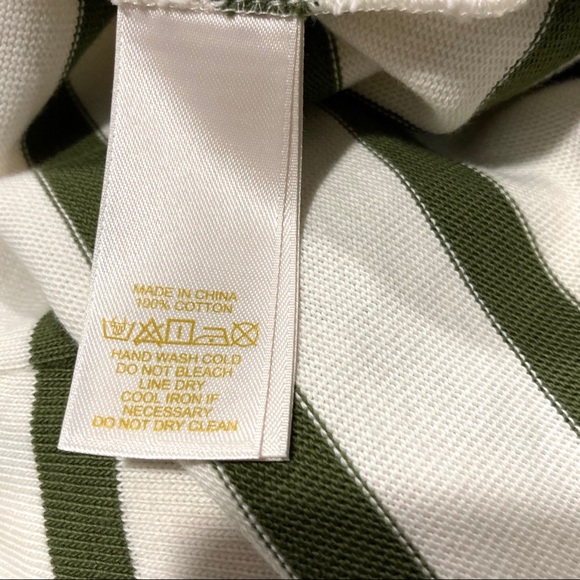 MADE IN CHINA
100% COTTON
HAND WASH COLD
DO NOT BLEACH
LINE DRY
COOL IRON IF
NECESSARY
DO NOT DRY CLEAN